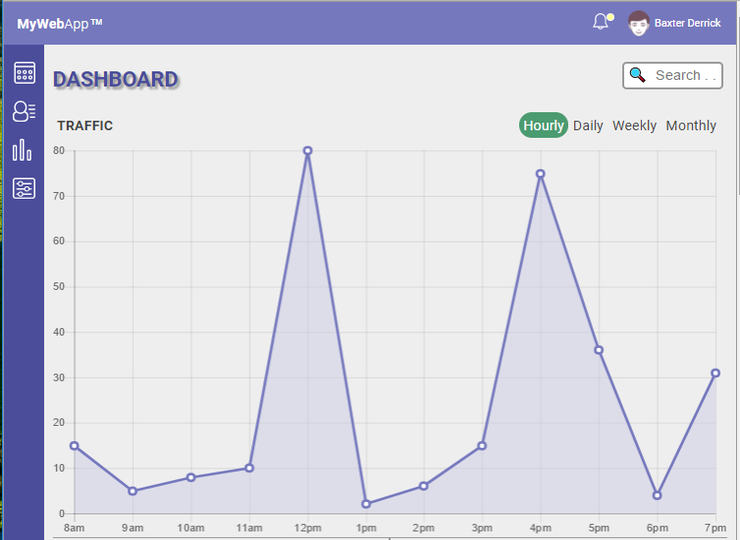 MyWebApp™
Baxter Derrick
DASHBOARD
Search . .
TRAFFIC
Hourly Daily Weekly Monthly
80
70
60
50
40
30
20
10
0
8am 9am 10am 11am 12pm 1pm 2pm 3pm 4pm 5pm 6pm 7pm